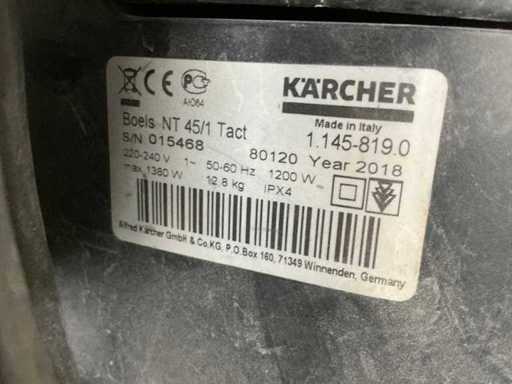 KÄRCHER
АЮ64
Made in Italy
Boels NT 45/1 Tact
1.145-819.0
S/N 015468
80120 Year 2018
220-240 V 1~ 50-60 Hz 1200 W
max 1380 W 12.8 kg IPX4
Alfred Kärcher GmbH & Co.KG, P.O.Box 160, 71349 Winnenden, Germany